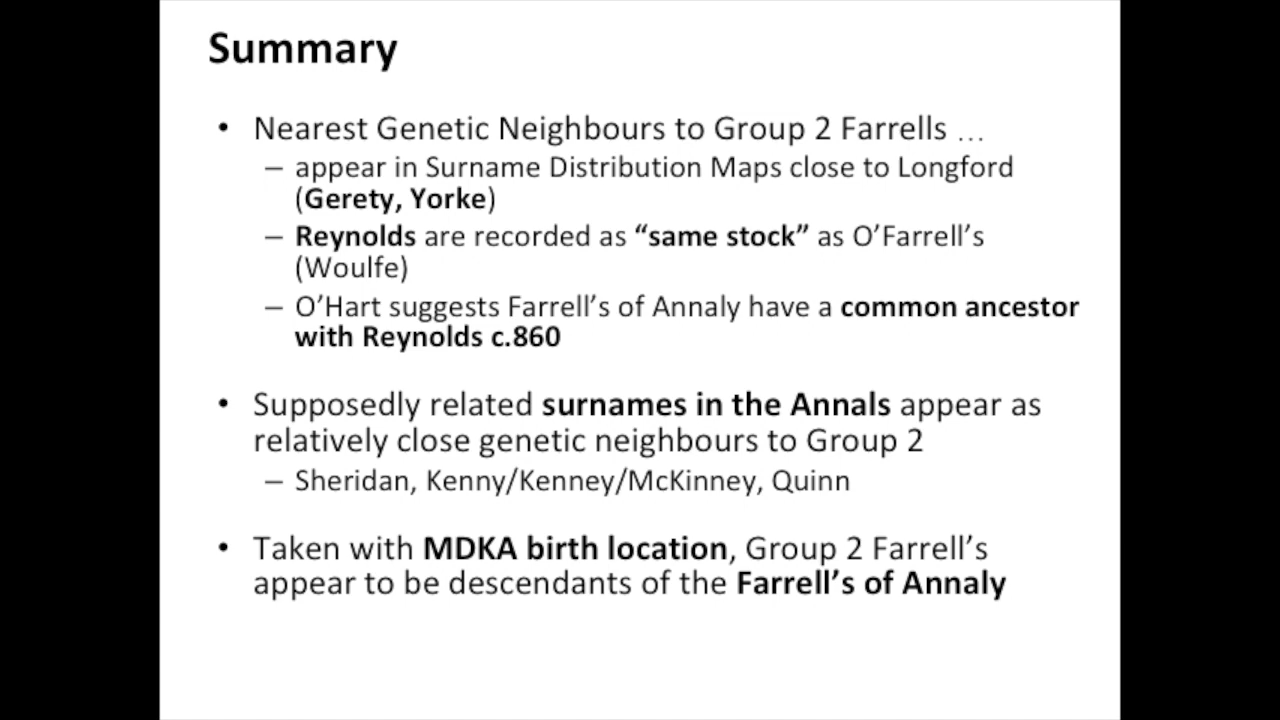 Summary
• Nearest Genetic Neighbours to Group 2 Farrells …
– appear in Surname Distribution Maps close to Longford
(Gerety, Yorke)
– Reynolds are recorded as “same stock” as O’Farrell’s
(Woulfe)
– O’Hart suggests Farrell’s of Annaly have a common ancestor
with Reynolds c.860
• Supposedly related surnames in the Annals appear as
relatively close genetic neighbours to Group 2
– Sheridan, Kenny/Kenney/McKinney, Quinn
• Taken with MDKA birth location, Group 2 Farrell’s
appear to be descendants of the Farrell’s of Annaly